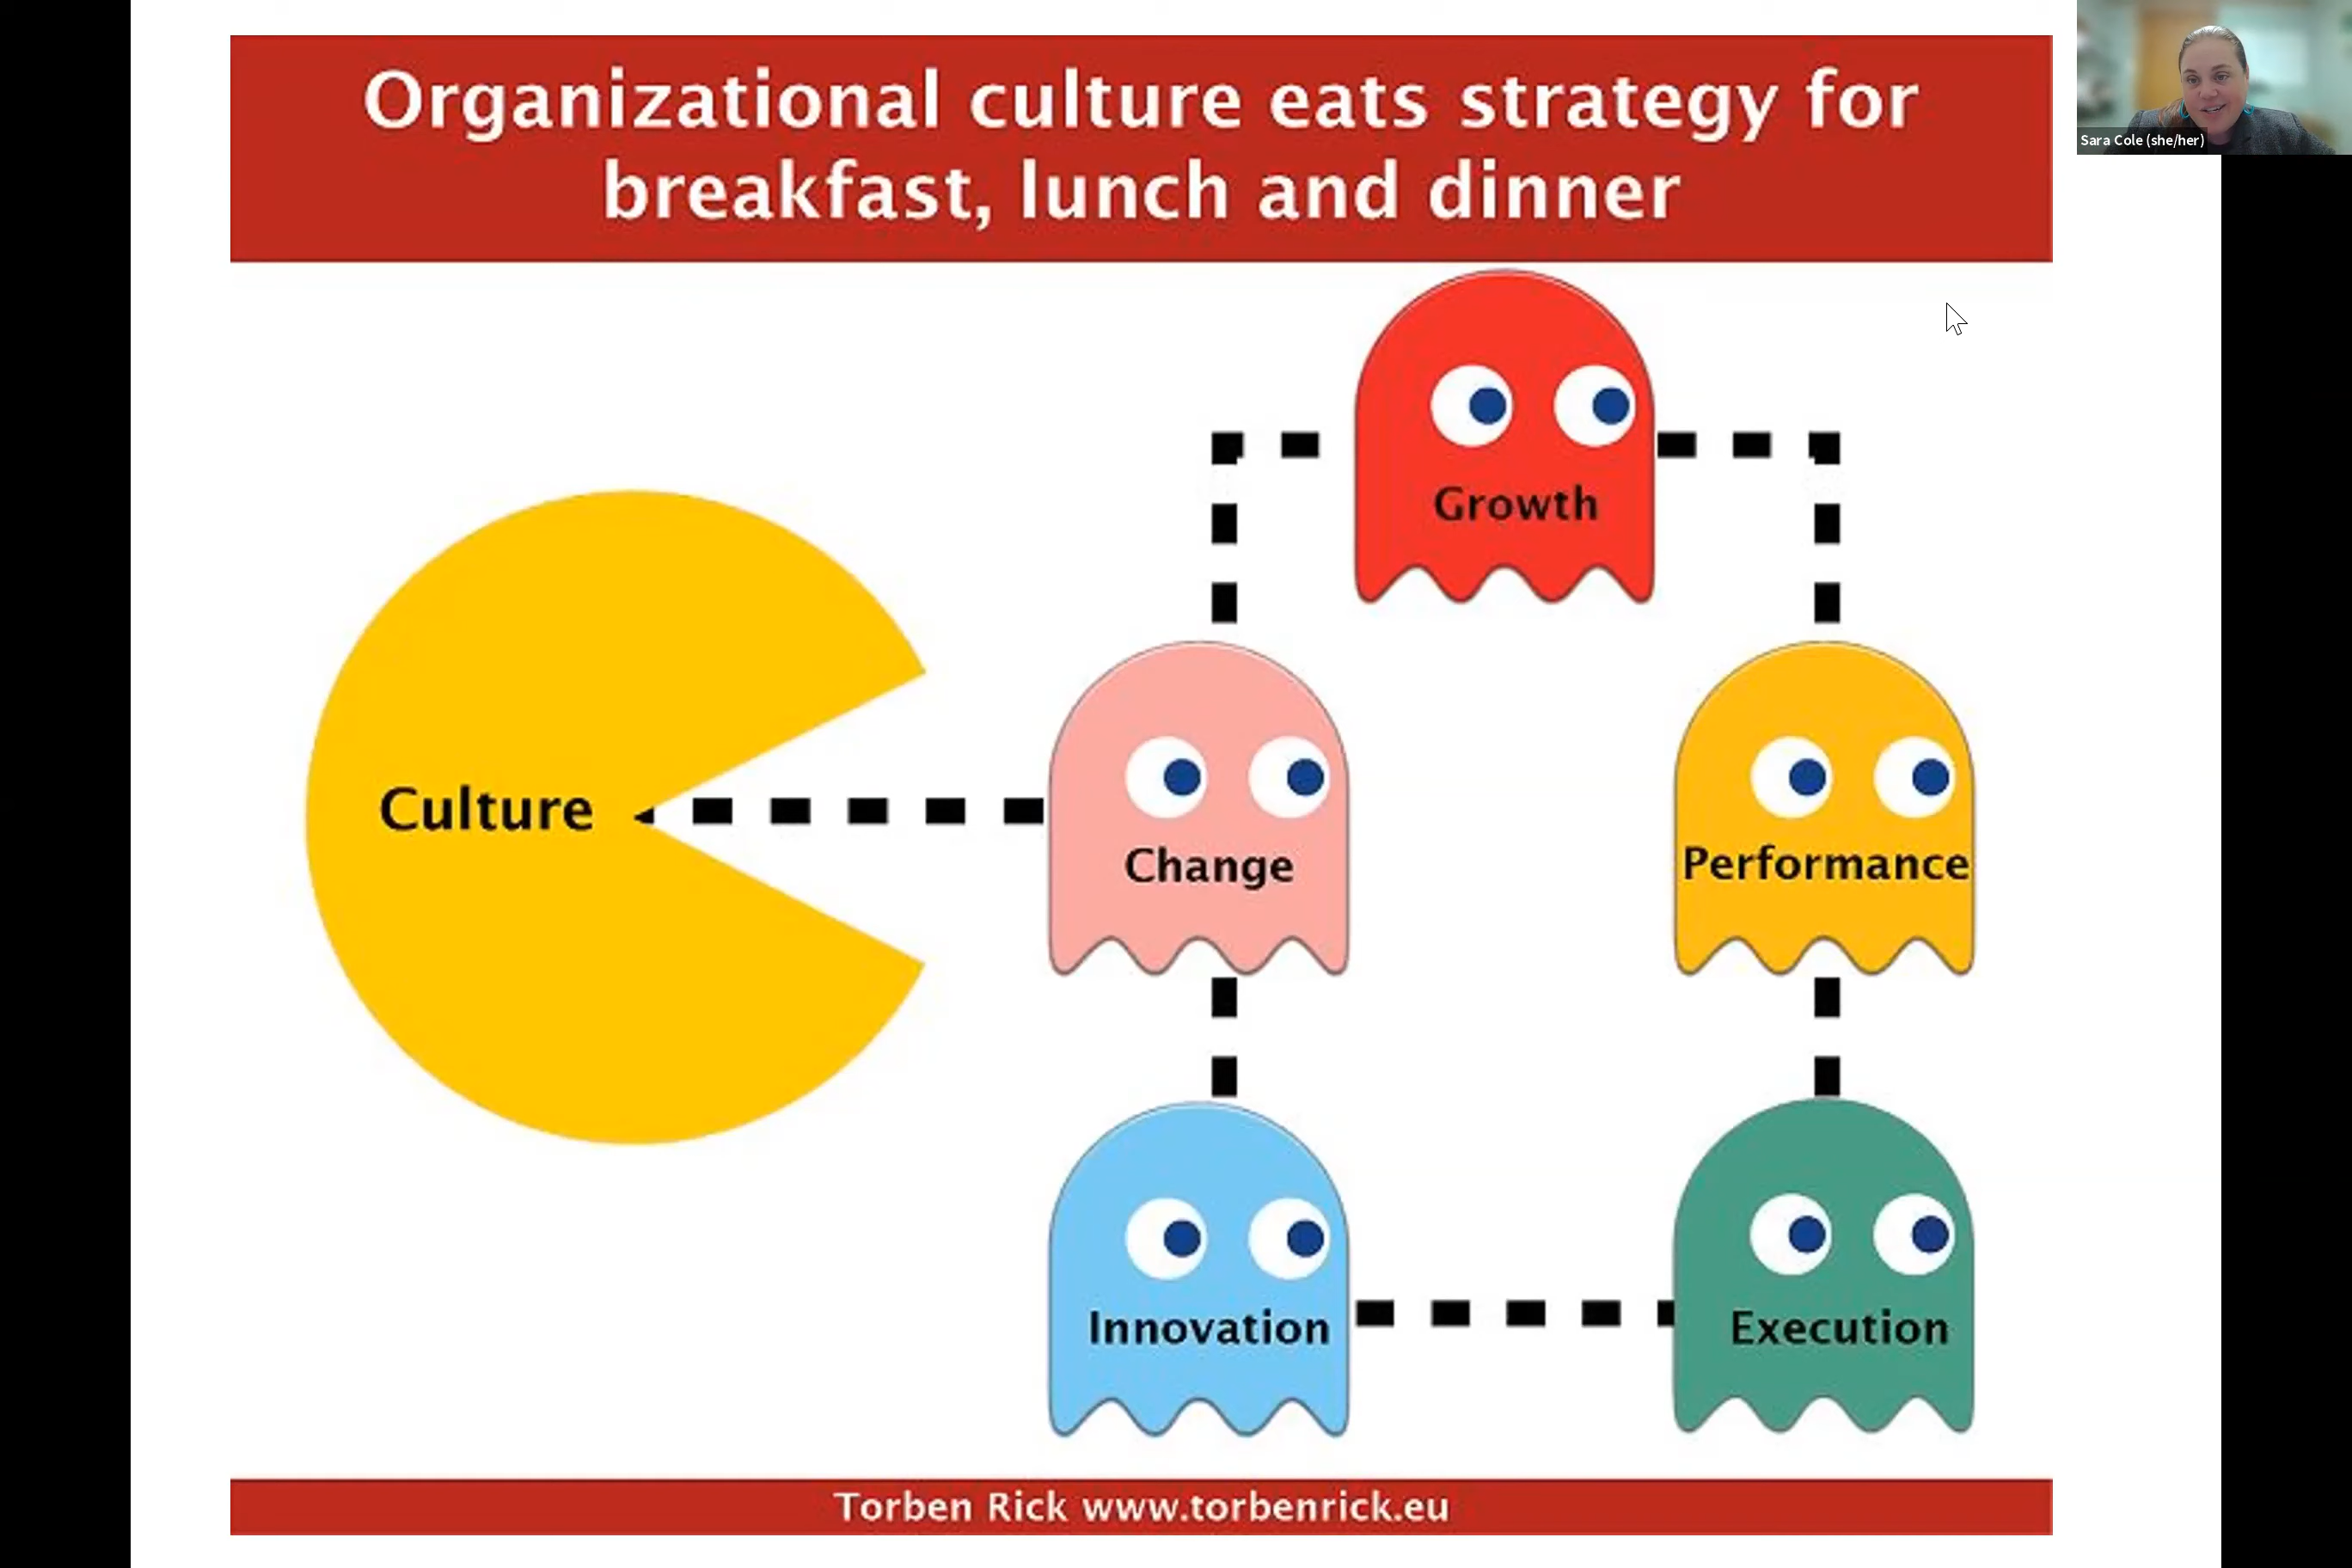 Organizational culture eats strategy for
breakfast, lunch and dinner
Sara Cole (she/her)
Growth
Culture
Change
Performance
Innovation
Execution
Torben Rick www.torbenrick.eu